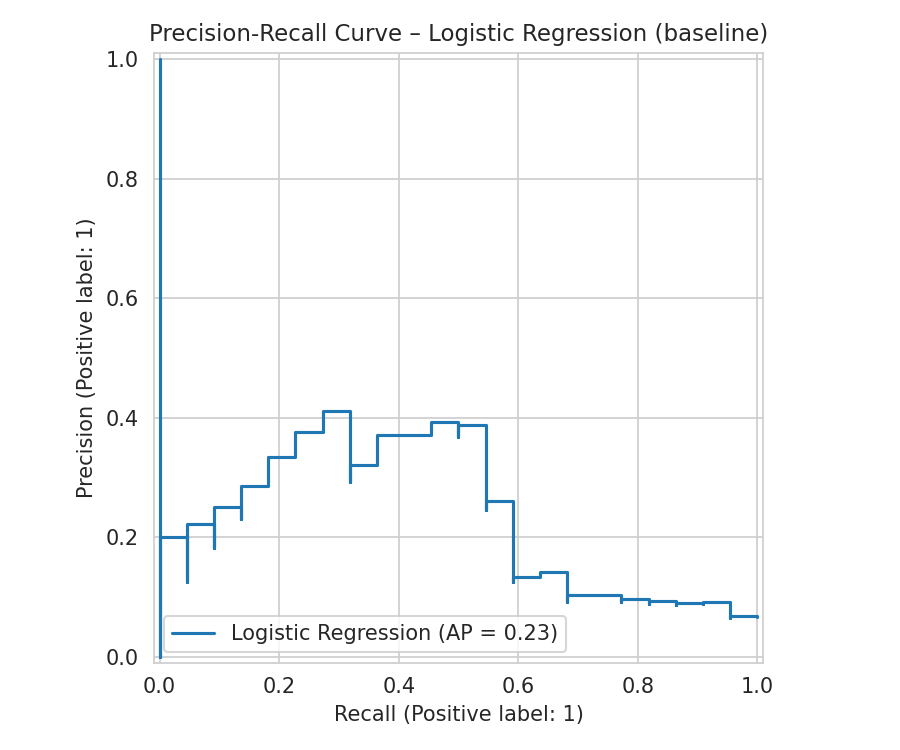 Precision-Recall Curve – Logistic Regression (baseline)
1.0
0.8
0.6
0.4
0.2
0.0
Precision (Positive label: 1)
Logistic Regression (AP = 0.23)
0.0 0.2 0.4 0.6 0.8 1.0
Recall (Positive label: 1)